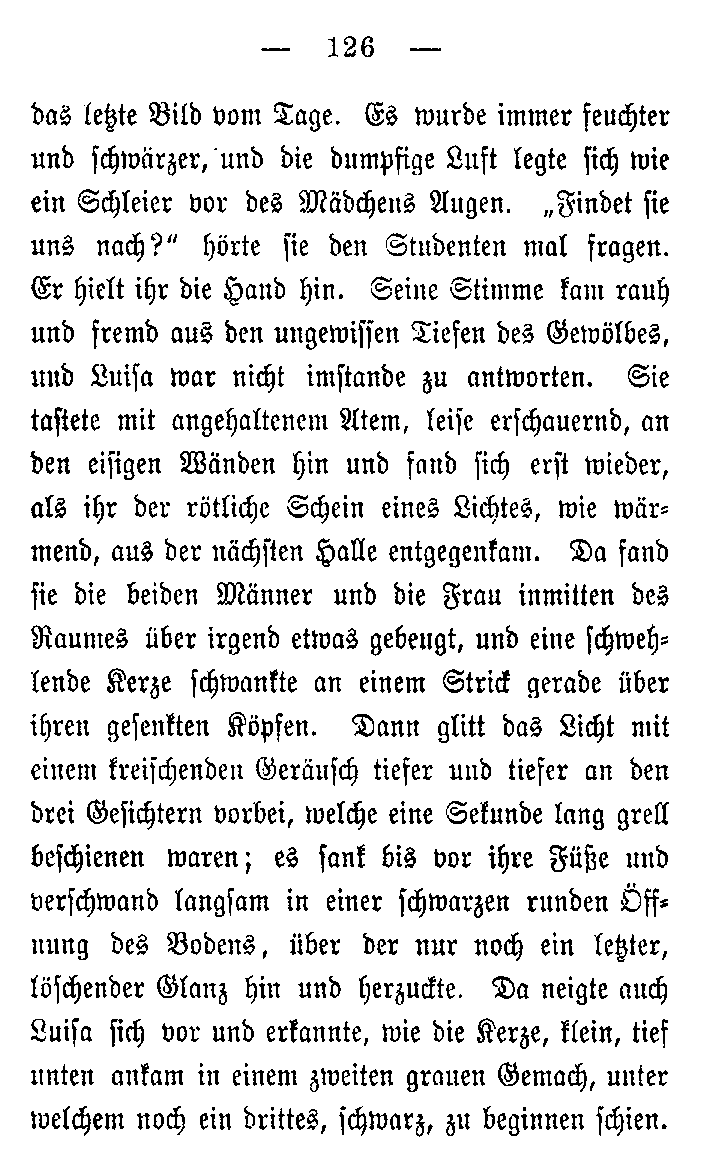 — 126 —
das letzte Bild vom Tage. Es wurde immer feuchter
und schwärzer, und die dumpfige Luft legte sich wie
ein Schleier vor des Mädchens Augen. „Findet sie
uns nach?“ hörte sie den Studenten mal fragen.
Er hielt ihr die Hand hin. Seine Stimme kam rauh
und fremd aus den ungewissen Tiefen des Gewölbes,
und Luisa war nicht imstande zu antworten. Sie
tastete mit angehaltenem Atem, leise erschauernd, an
den eisigen Wänden hin und fand sich erst wieder,
als ihr der rötliche Schein eines Lichtes, wie wär-
mend, aus der nächsten Halle entgegenkam. Da fand
sie die beiden Männer und die Frau inmitten des
Raumes über irgend etwas gebeugt, und eine schweh-
lende Kerze schwankte an einem Strick gerade über
ihren gesenkten Köpfen. Dann glitt das Licht mit
einem kreischenden Geräusch tiefer und tiefer an den
drei Gesichtern vorbei, welche eine Sekunde lang grell
beschienen waren; es sank bis vor ihre Füße und
verschwand langsam in einer schwarzen runden Öff-
nung des Bodens, über der nur noch ein letzter,
löschender Glanz hin und herzuckte. Da neigte auch
Luisa sich vor und erkannte, wie die Kerze, klein, tief
unten ankam in einem zweiten grauen Gemach, unter
welchem noch ein drittes, schwarz, zu beginnen schien.